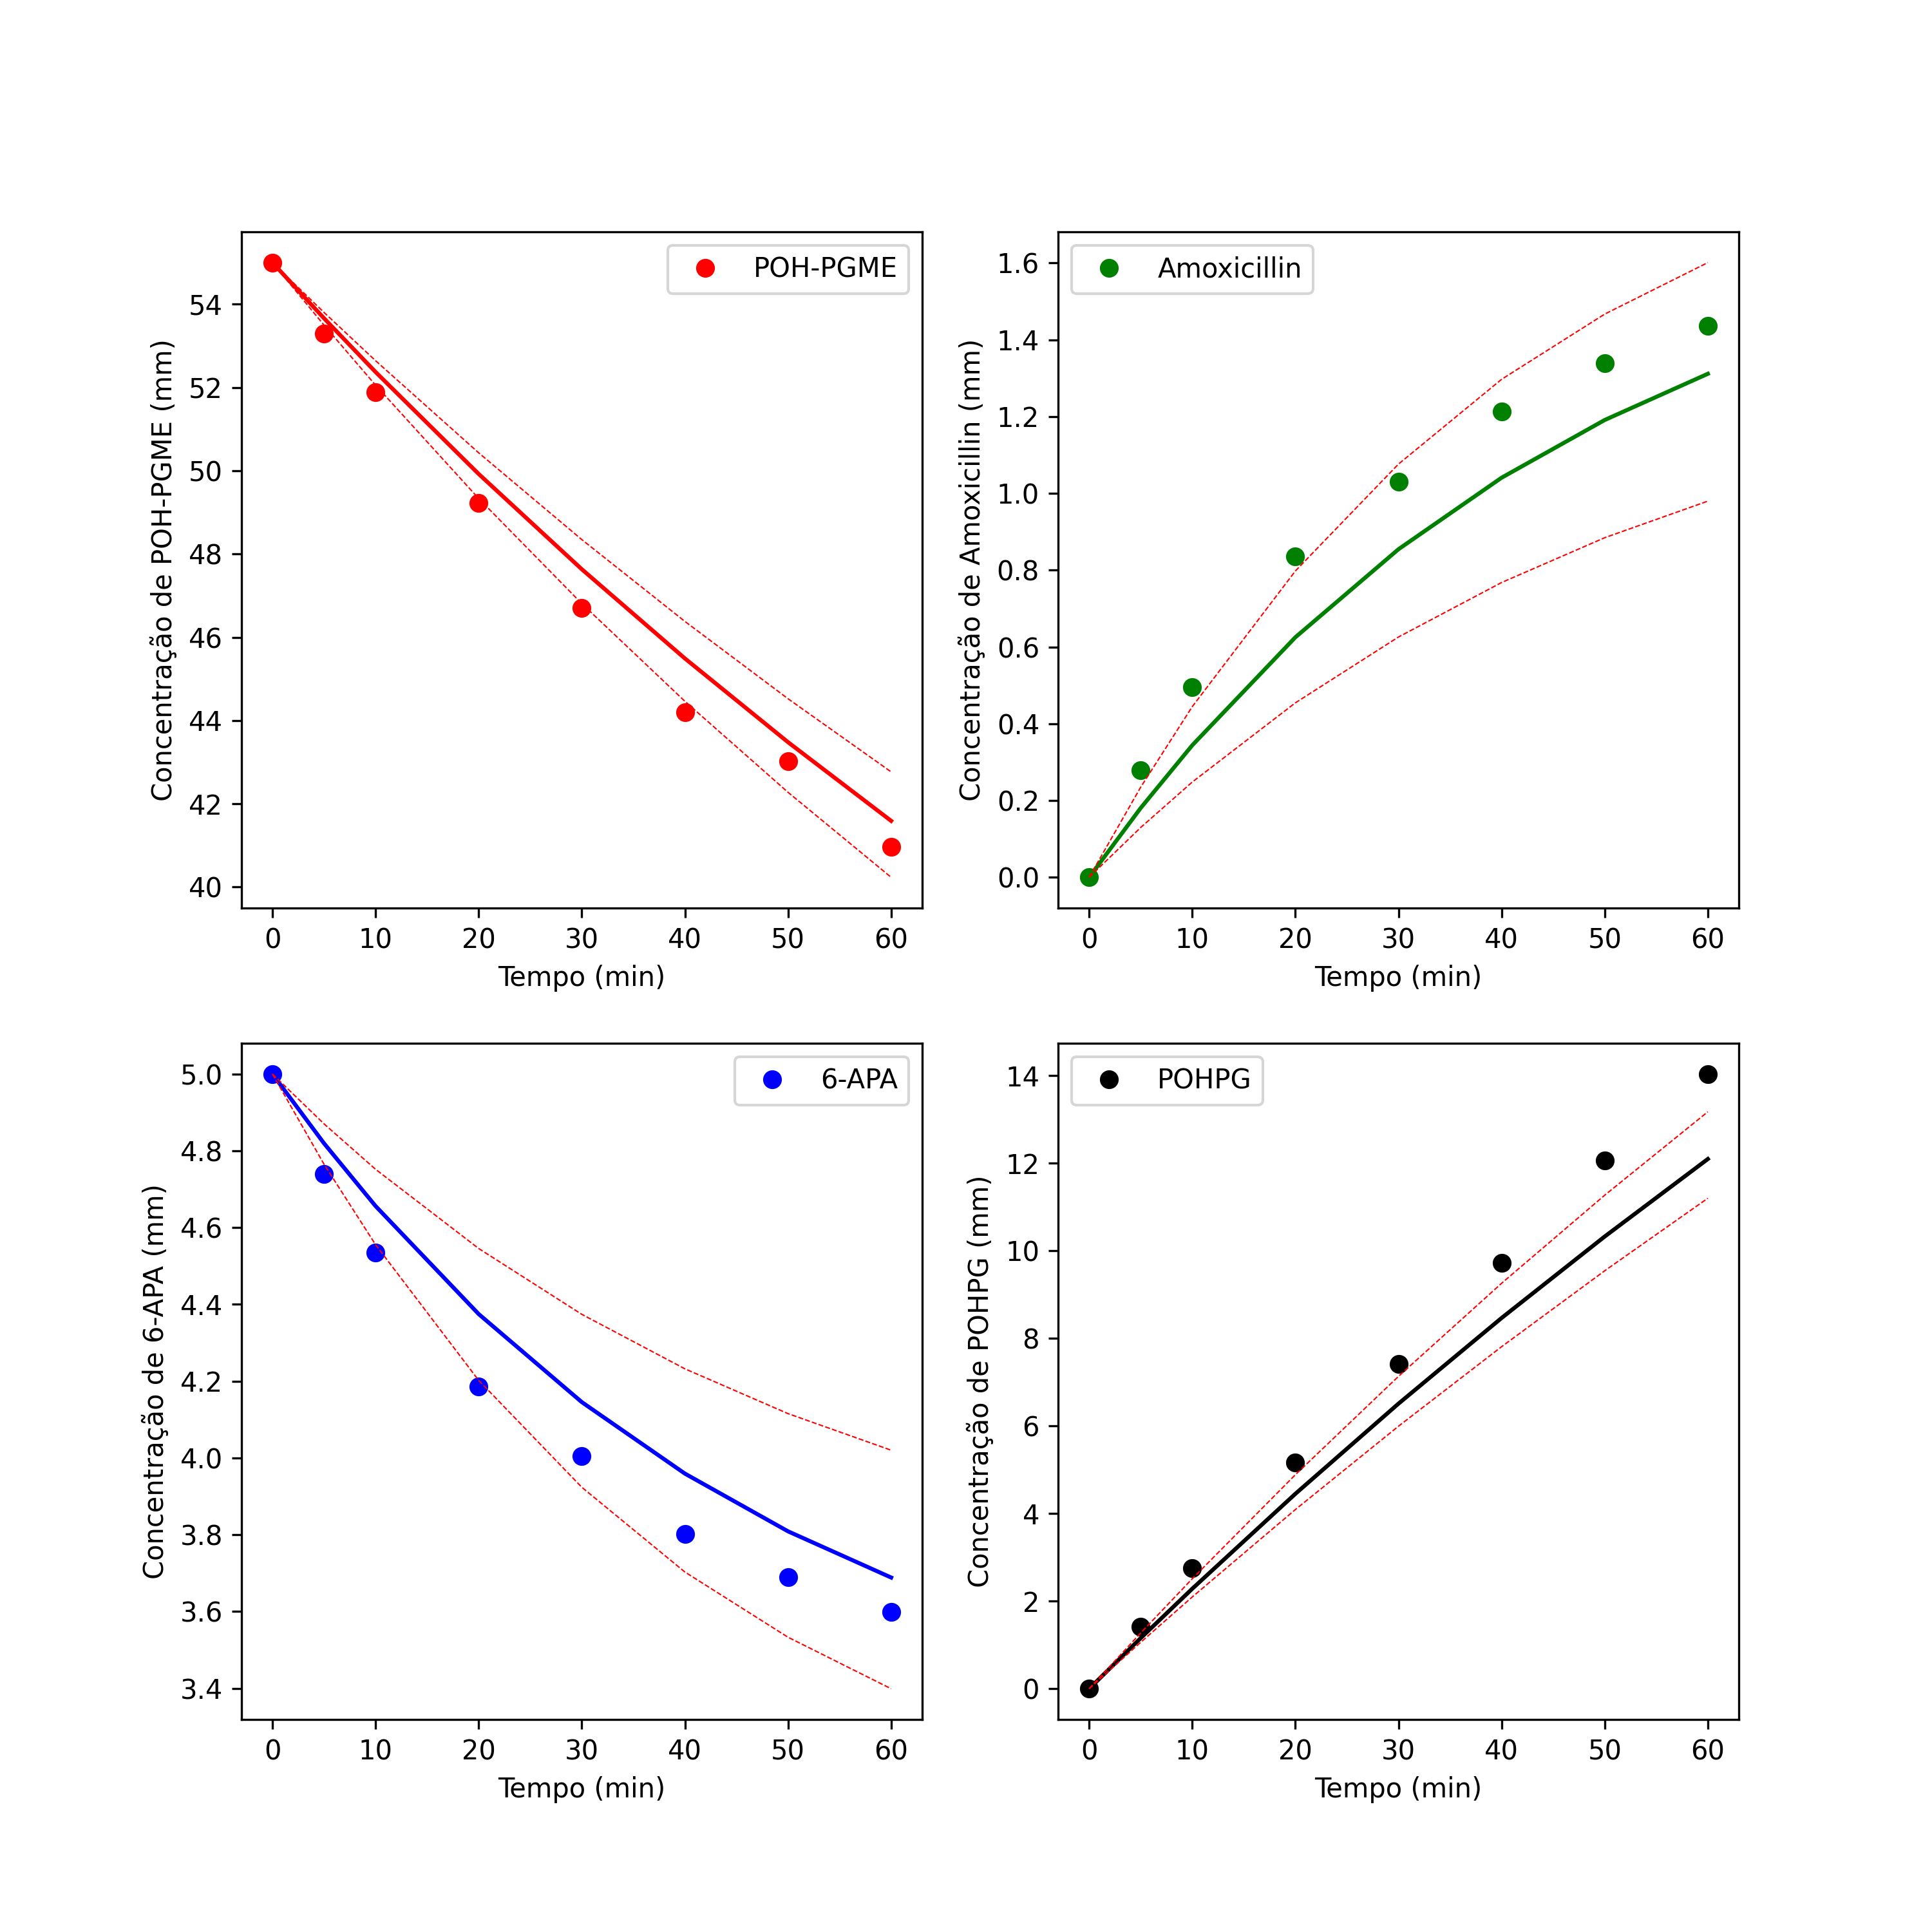 POH-PGME
Concentração de POH-PGME (mm)
54
52
50
48
46
44
42
40
0 10 20 30 40 50 60
Tempo (min)
Amoxicillin
Concentração de Amoxicillin (mm)
1.6
1.4
1.2
1.0
0.8
0.6
0.4
0.2
0.0
0 10 20 30 40 50 60
Tempo (min)
6-APA
Concentração de 6-APA (mm)
5.0
4.8
4.6
4.4
4.2
4.0
3.8
3.6
3.4
0 10 20 30 40 50 60
Tempo (min)
POHPG
Concentração de POHPG (mm)
14
12
10
8
6
4
2
0
0 10 20 30 40 50 60
Tempo (min)